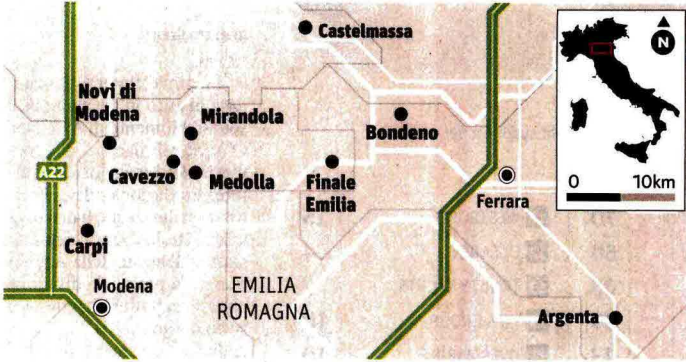 Castelmassa
N
Novi di
Modena
Mirandola
Bondeno
A22
Cavezzo
Medolla
Finale
Emilia
Ferrara
0 10km
Carpi
Modena
EMILIA
ROMAGNA
Argenta